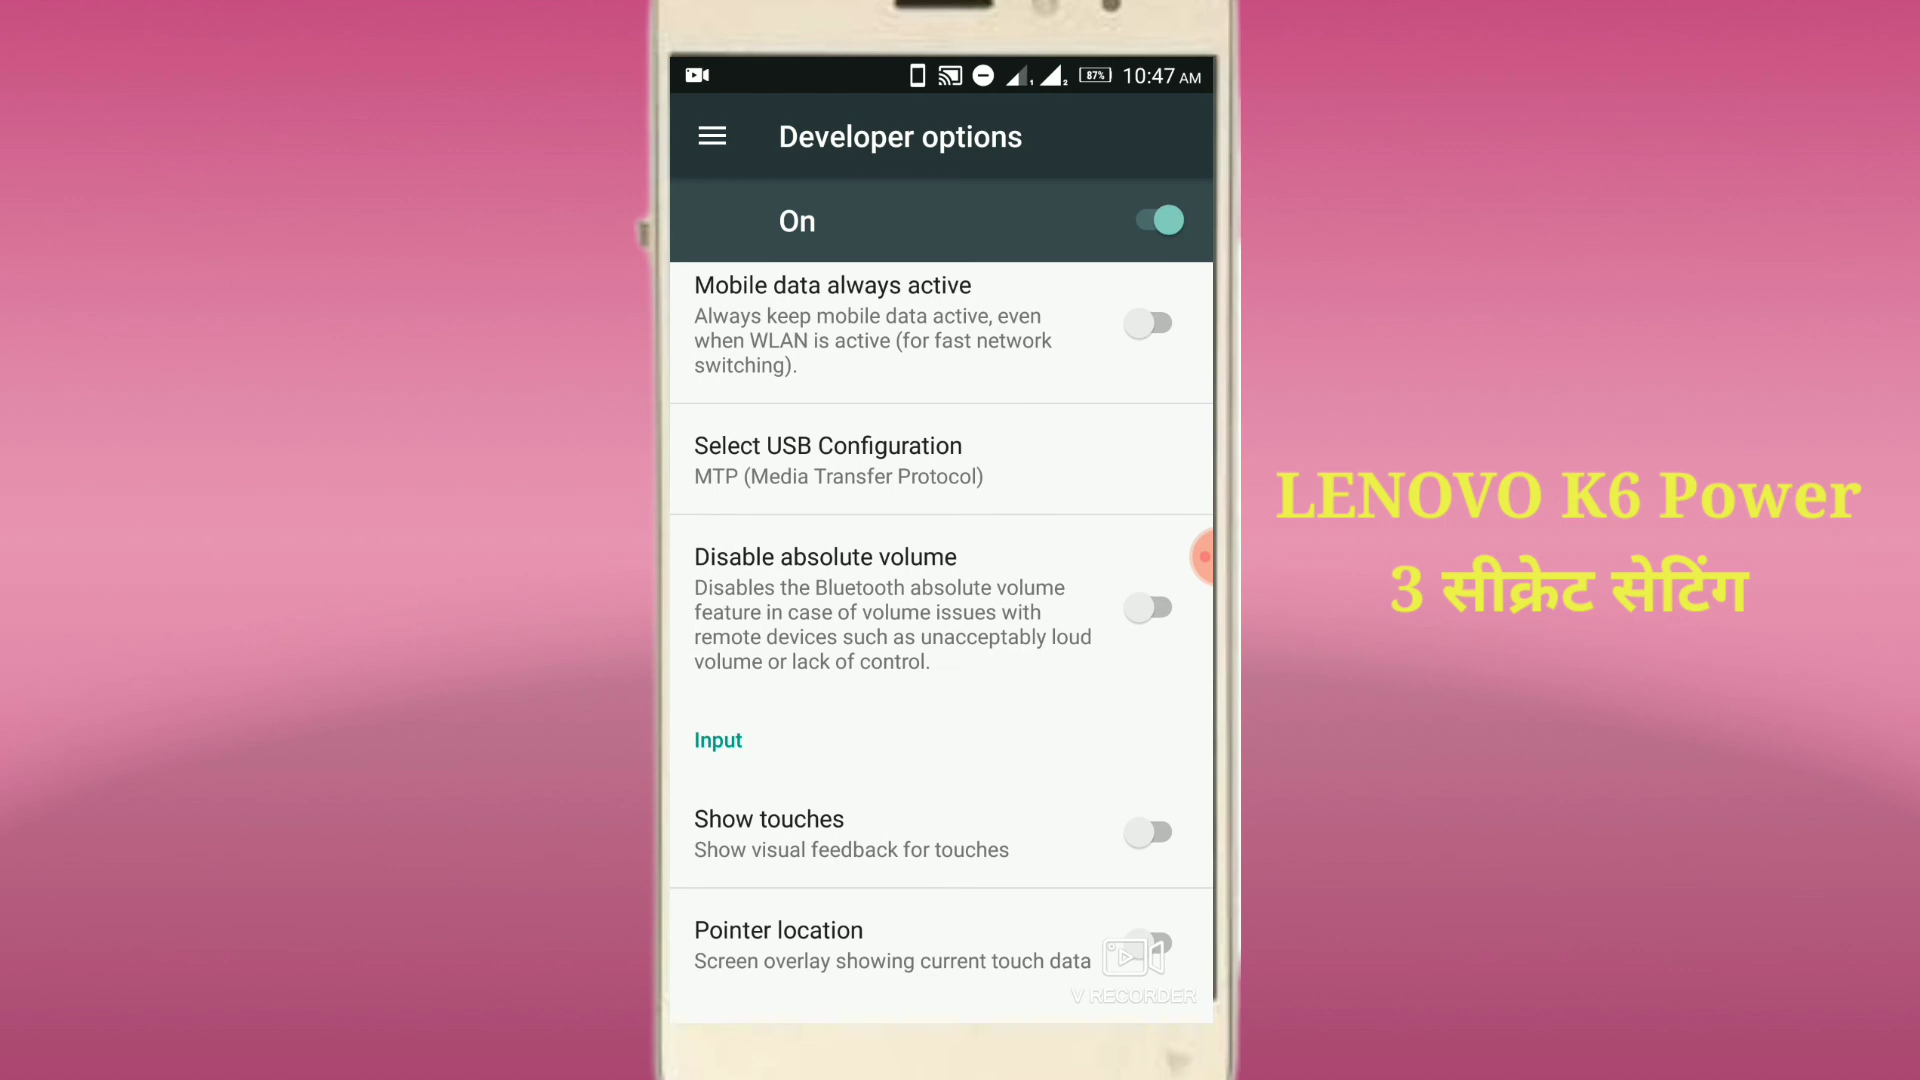 87% 10:47 AM
Developer options
On
Mobile data always active
Always keep mobile data active, even
when WLAN is active (for fast network
switching).
Select USB Configuration
MTP (Media Transfer Protocol)
Disable absolute volume
Disables the Bluetooth absolute volume
feature in case of volume issues with
remote devices such as unacceptably loud
volume or lack of control.
Input
Show touches
Show visual feedback for touches
Pointer location
Screen overlay showing current touch data
V RECORDER
LENOVO K6 Power
3 सीक्रेट सेटिंग